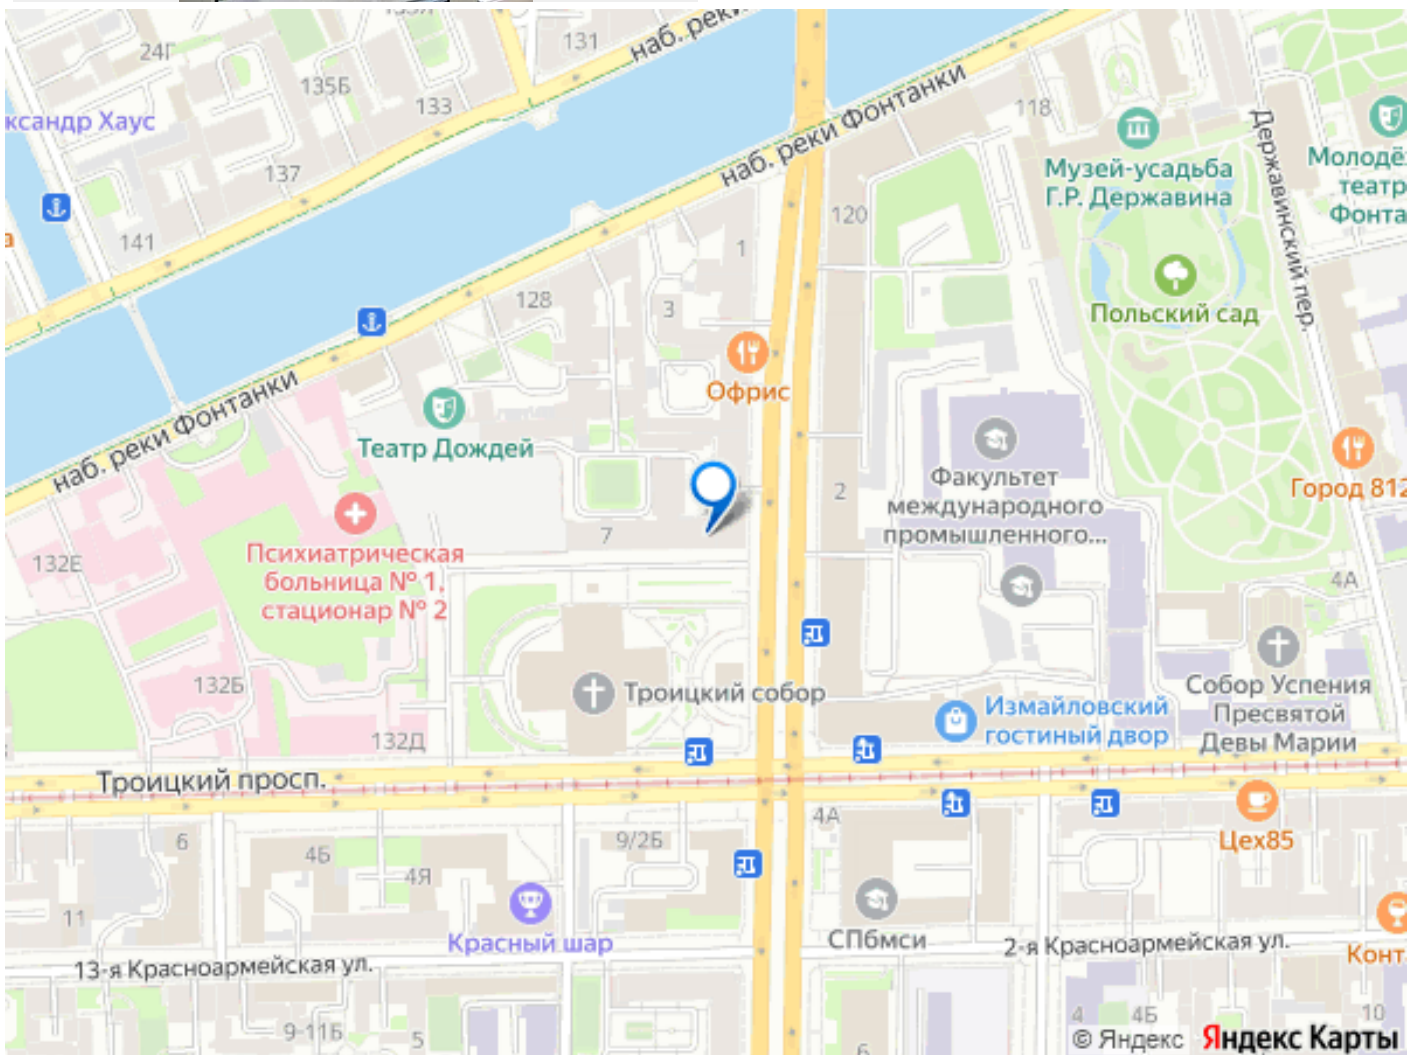 135Я
24Г
131
наб. реки
135Б
133
наб. реки Фонтанки
118
ксандр Хаус
137
Музей-усадьба
Г.Р. Державина
Державинский пер.
Молодё
театр
Фонта
141
120
1
128
3
Польский сад
Офрис
наб. реки Фонтанки
Театр Дождей
Факультет
международного
промышленного...
2
Город 812
7
132Е
Психиатрическая
больница № 1,
стационар № 2
4А
132Б
Троицкий собор
Измайловский
гостиный двор
Собор Успения
Пресвятой
Девы Марии
132Д
Троицкий просп.
6
4Б
4Я
9/2Б
4А
Цех85
11
Красный шар
СПбмси
2-я Красноармейская ул.
Конт
13-я Красноармейская ул.
9-11Б
5
6
4
4Б
10
© Яндекс Яндекс Карты